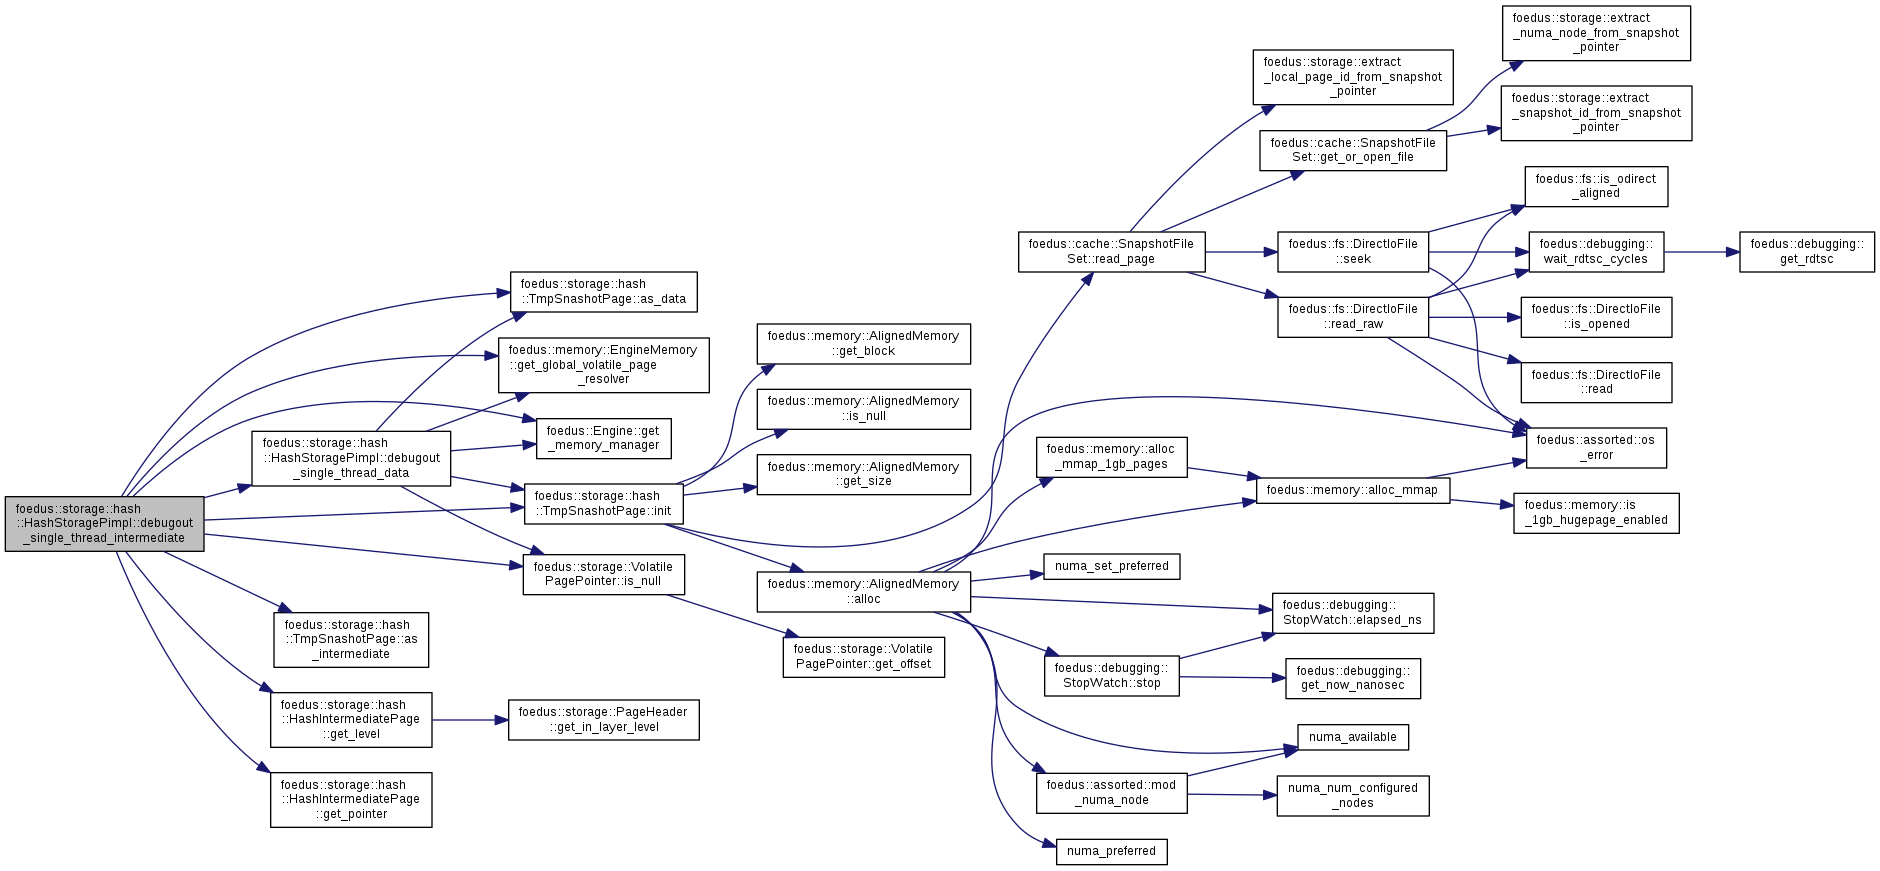 foedus::storage::hash
::HashStoragePimpl::debugout
_single_thread_intermediate
foedus::storage::hash
::HashStoragePimpl::debugout
_single_thread_data
foedus::storage::hash
::TmpSnashotPage::as
_intermediate
foedus::storage::hash
::HashIntermediatePage
::get_level
foedus::storage::hash
::HashIntermediatePage
::get_pointer
foedus::storage::hash
::TmpSnashotPage::as_data
foedus::memory::EngineMemory
::get_global_volatile_page
_resolver
foedus::Engine::get
_memory_manager
foedus::storage::hash
::TmpSnashotPage::init
foedus::storage::Volatile
PagePointer::is_null
foedus::storage::PageHeader
::get_in_layer_level
foedus::memory::AlignedMemory
::get_block
foedus::memory::AlignedMemory
::is_null
foedus::memory::AlignedMemory
::get_size
foedus::memory::AlignedMemory
::alloc
foedus::storage::Volatile
PagePointer::get_offset
foedus::cache::SnapshotFile
Set::read_page
foedus::memory::alloc
_mmap_1gb_pages
numa_set_preferred
foedus::debugging::
StopWatch::stop
foedus::assorted::mod
_numa_node
numa_preferred
foedus::storage::extract
_local_page_id_from_snapshot
_pointer
foedus::cache::SnapshotFile
Set::get_or_open_file
foedus::fs::DirectIoFile
::seek
foedus::fs::DirectIoFile
::read_raw
foedus::memory::alloc_mmap
foedus::debugging::
StopWatch::elapsed_ns
foedus::debugging::
get_now_nanosec
numa_available
numa_num_configured
_nodes
foedus::storage::extract
_numa_node_from_snapshot
_pointer
foedus::storage::extract
_snapshot_id_from_snapshot
_pointer
foedus::fs::is_odirect
_aligned
foedus::debugging::
wait_rdtsc_cycles
foedus::fs::DirectIoFile
::is_opened
foedus::fs::DirectIoFile
::read
foedus::assorted::os
_error
foedus::memory::is
_1gb_hugepage_enabled
foedus::debugging::
get_rdtsc